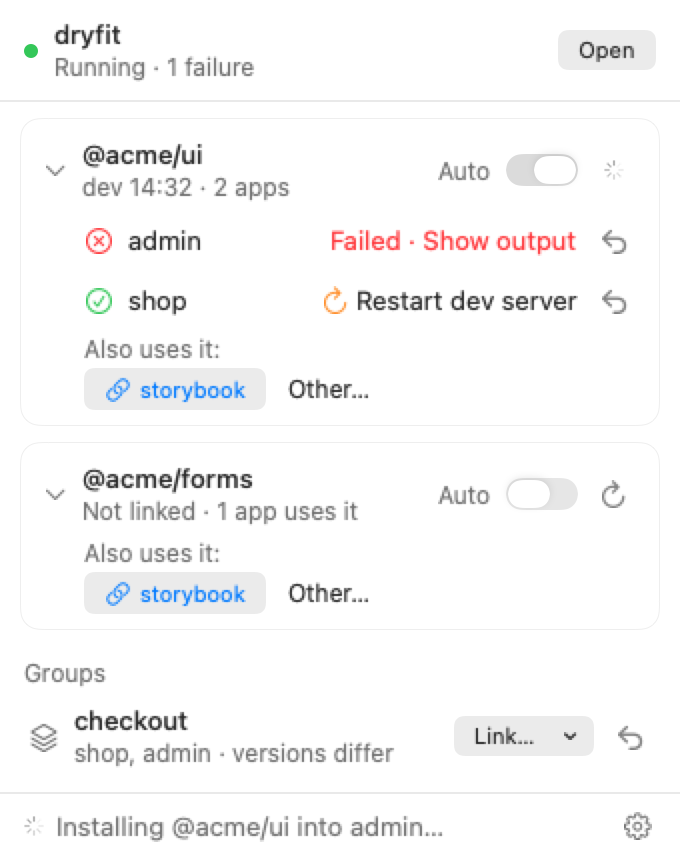 dryfit
Running · 1 failure
Open
@acme/ui
dev 14:32 · 2 apps
Auto
admin
Failed · Show output
shop
Restart dev server
Also uses it:
storybook
Other...
@acme/forms
Not linked · 1 app uses it
Auto
Also uses it:
storybook
Other...
Groups
checkout
shop, admin · versions differ
Link...
Installing @acme/ui into admin...